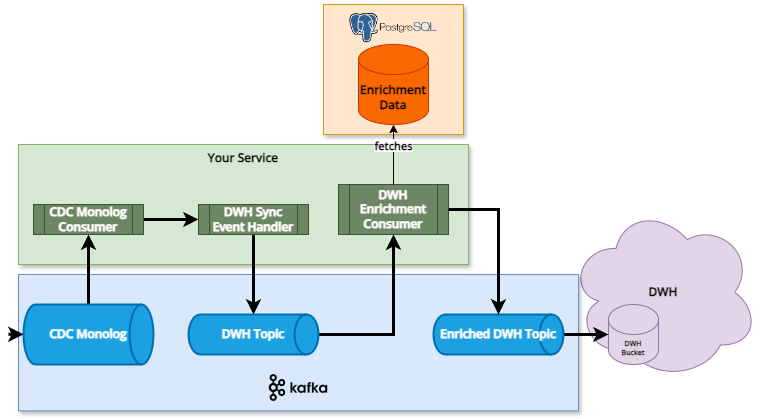 PostgreSQL
Enrichment
Data
fetches
Your Service
CDC Monolog
Consumer
DWH Sync
Event Handler
DWH
Enrichment
Consumer
CDC Monolog
DWH Topic
Enriched DWH Topic
DWH
DWH
Bucket
kafka